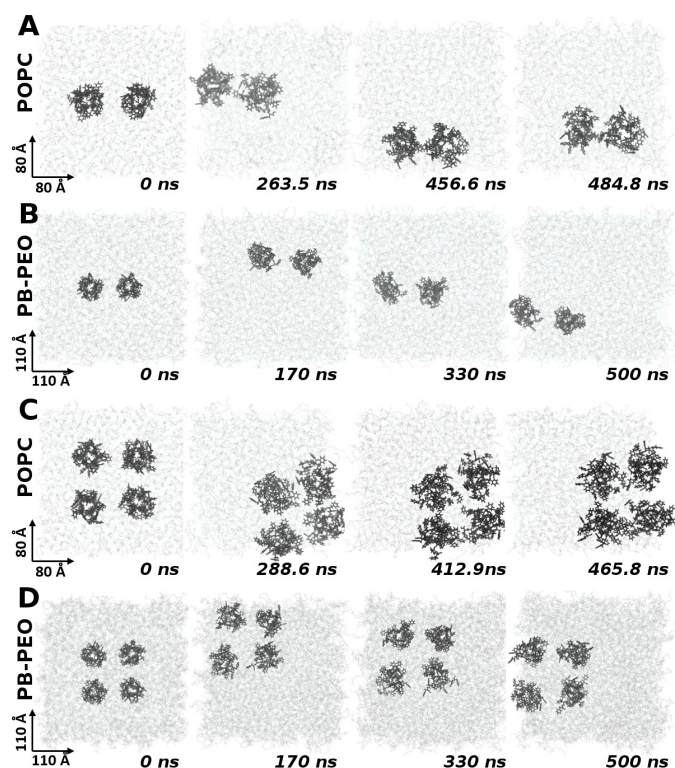 A
POPC
80 Å
80 Å
0 ns
263.5 ns
456.6 ns
484.8 ns
B
PB-PEO
110 Å
110 Å
0 ns
170 ns
330 ns
500 ns
C
POPC
80 Å
80 Å
0 ns
288.6 ns
412.9ns
465.8 ns
D
PB-PEO
110 Å
110 Å
0 ns
170 ns
330 ns
500 ns